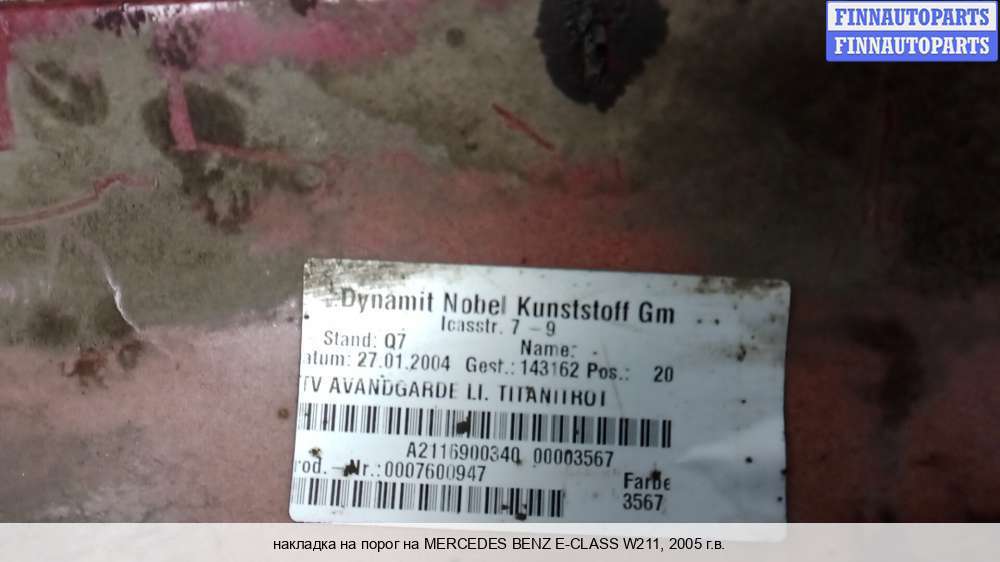 FINNAUTOPARTS
FINNAUTOPARTS
Dynamit Nobel Kunststoff Gm
Icasstr. 7 - 9
Stand: Q7 Name: -
atum: 27.01.2004 Gest.: 143162 Pos.: 20
TV AVANDGARDE LI. TITANITROT
A2116900340 00003567
rod. -Nr.:0007600947 Farbe
3567
накладка на порог на MERCEDES BENZ E-CLASS W211, 2005 г.в.